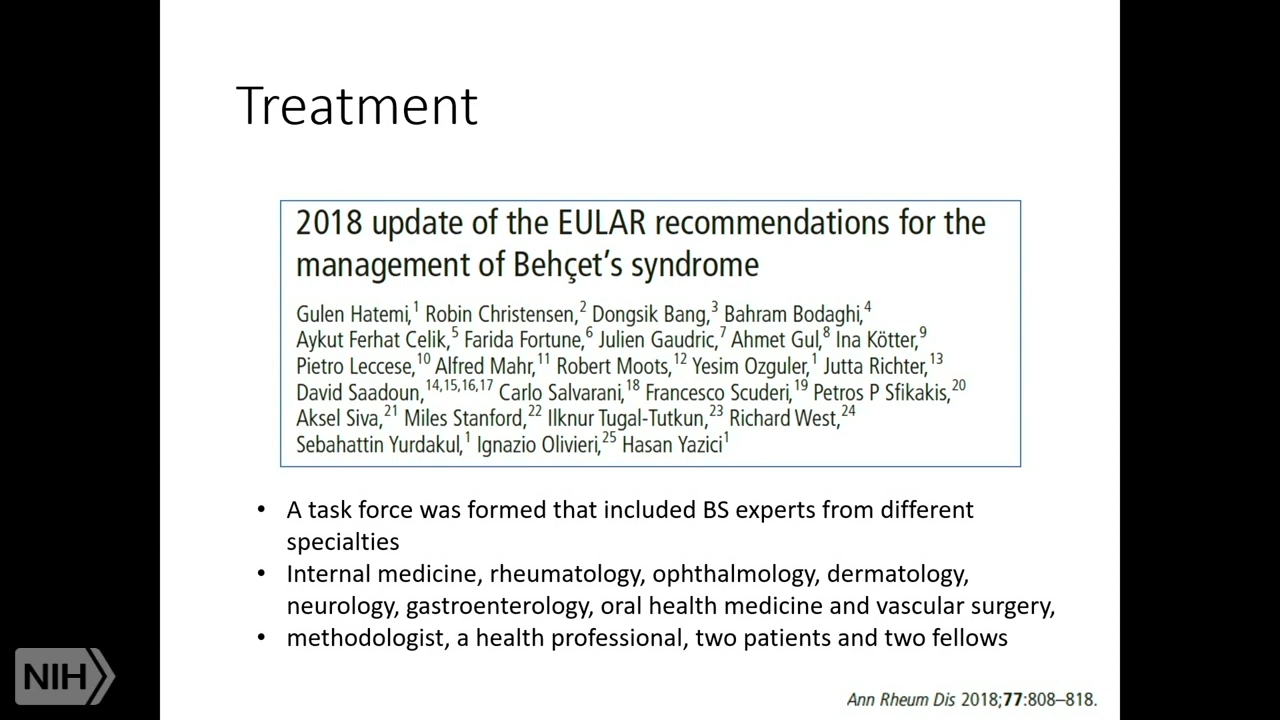 Treatment
2018 update of the EULAR recommendations for the
management of Behçet's syndrome
Gulen Hatemi,1 Robin Christensen,2 Dongsik Bang,3 Bahram Bodaghi,4
Aykut Ferhat Celik,5 Farida Fortune,6 Julien Gaudric,7 Ahmet Gul,8 Ina Kötter,9
Pietro Leccese,10 Alfred Mahr,11 Robert Moots,12 Yesim Ozguler,1 Jutta Richter,13
David Saadoun,14,15,16,17 Carlo Salvarani,18 Francesco Scuderi,19 Petros P Sfikakis,20
Aksel Siva,21 Miles Stanford,22 Ilknur Tugal-Tutkun,23 Richard West,24
Sebahattin Yurdakul,1 Ignazio Olivieri,25 Hasan Yazici1
• A task force was formed that included BS experts from different
specialties
• Internal medicine, rheumatology, ophthalmology, dermatology,
neurology, gastroenterology, oral health medicine and vascular surgery,
• methodologist, a health professional, two patients and two fellows
NIH
Ann Rheum Dis 2018;77:808–818.